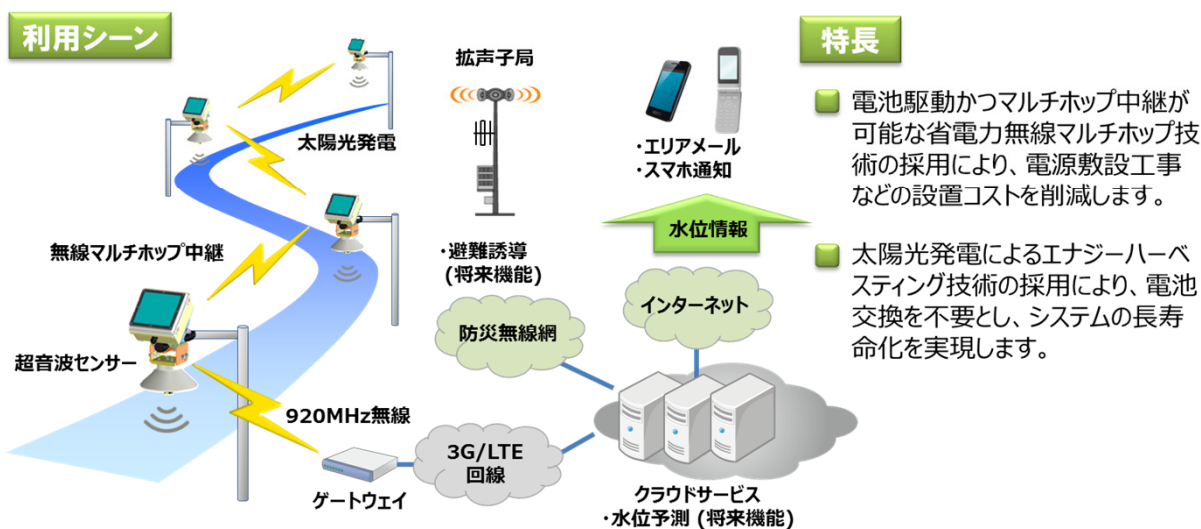 利用シーン
太陽光発電
無線マルチホップ中継
超音波センサー
920MHz無線
ゲートウェイ
3G/LTE
回線
拡声子局
・避難誘導
(将来機能)
防災無線網
・エリアメール
・スマホ通知
水位情報
インターネット
クラウドサービス
・水位予測 (将来機能)
特長
電池駆動かつマルチホップ中継が
可能な省電力無線マルチホップ技
術の採用により、電源敷設工事
などの設置コストを削減します。
太陽光発電によるエナジーハーベ
スティング技術の採用により、電池
交換を不要とし、システムの長寿
命化を実現します。